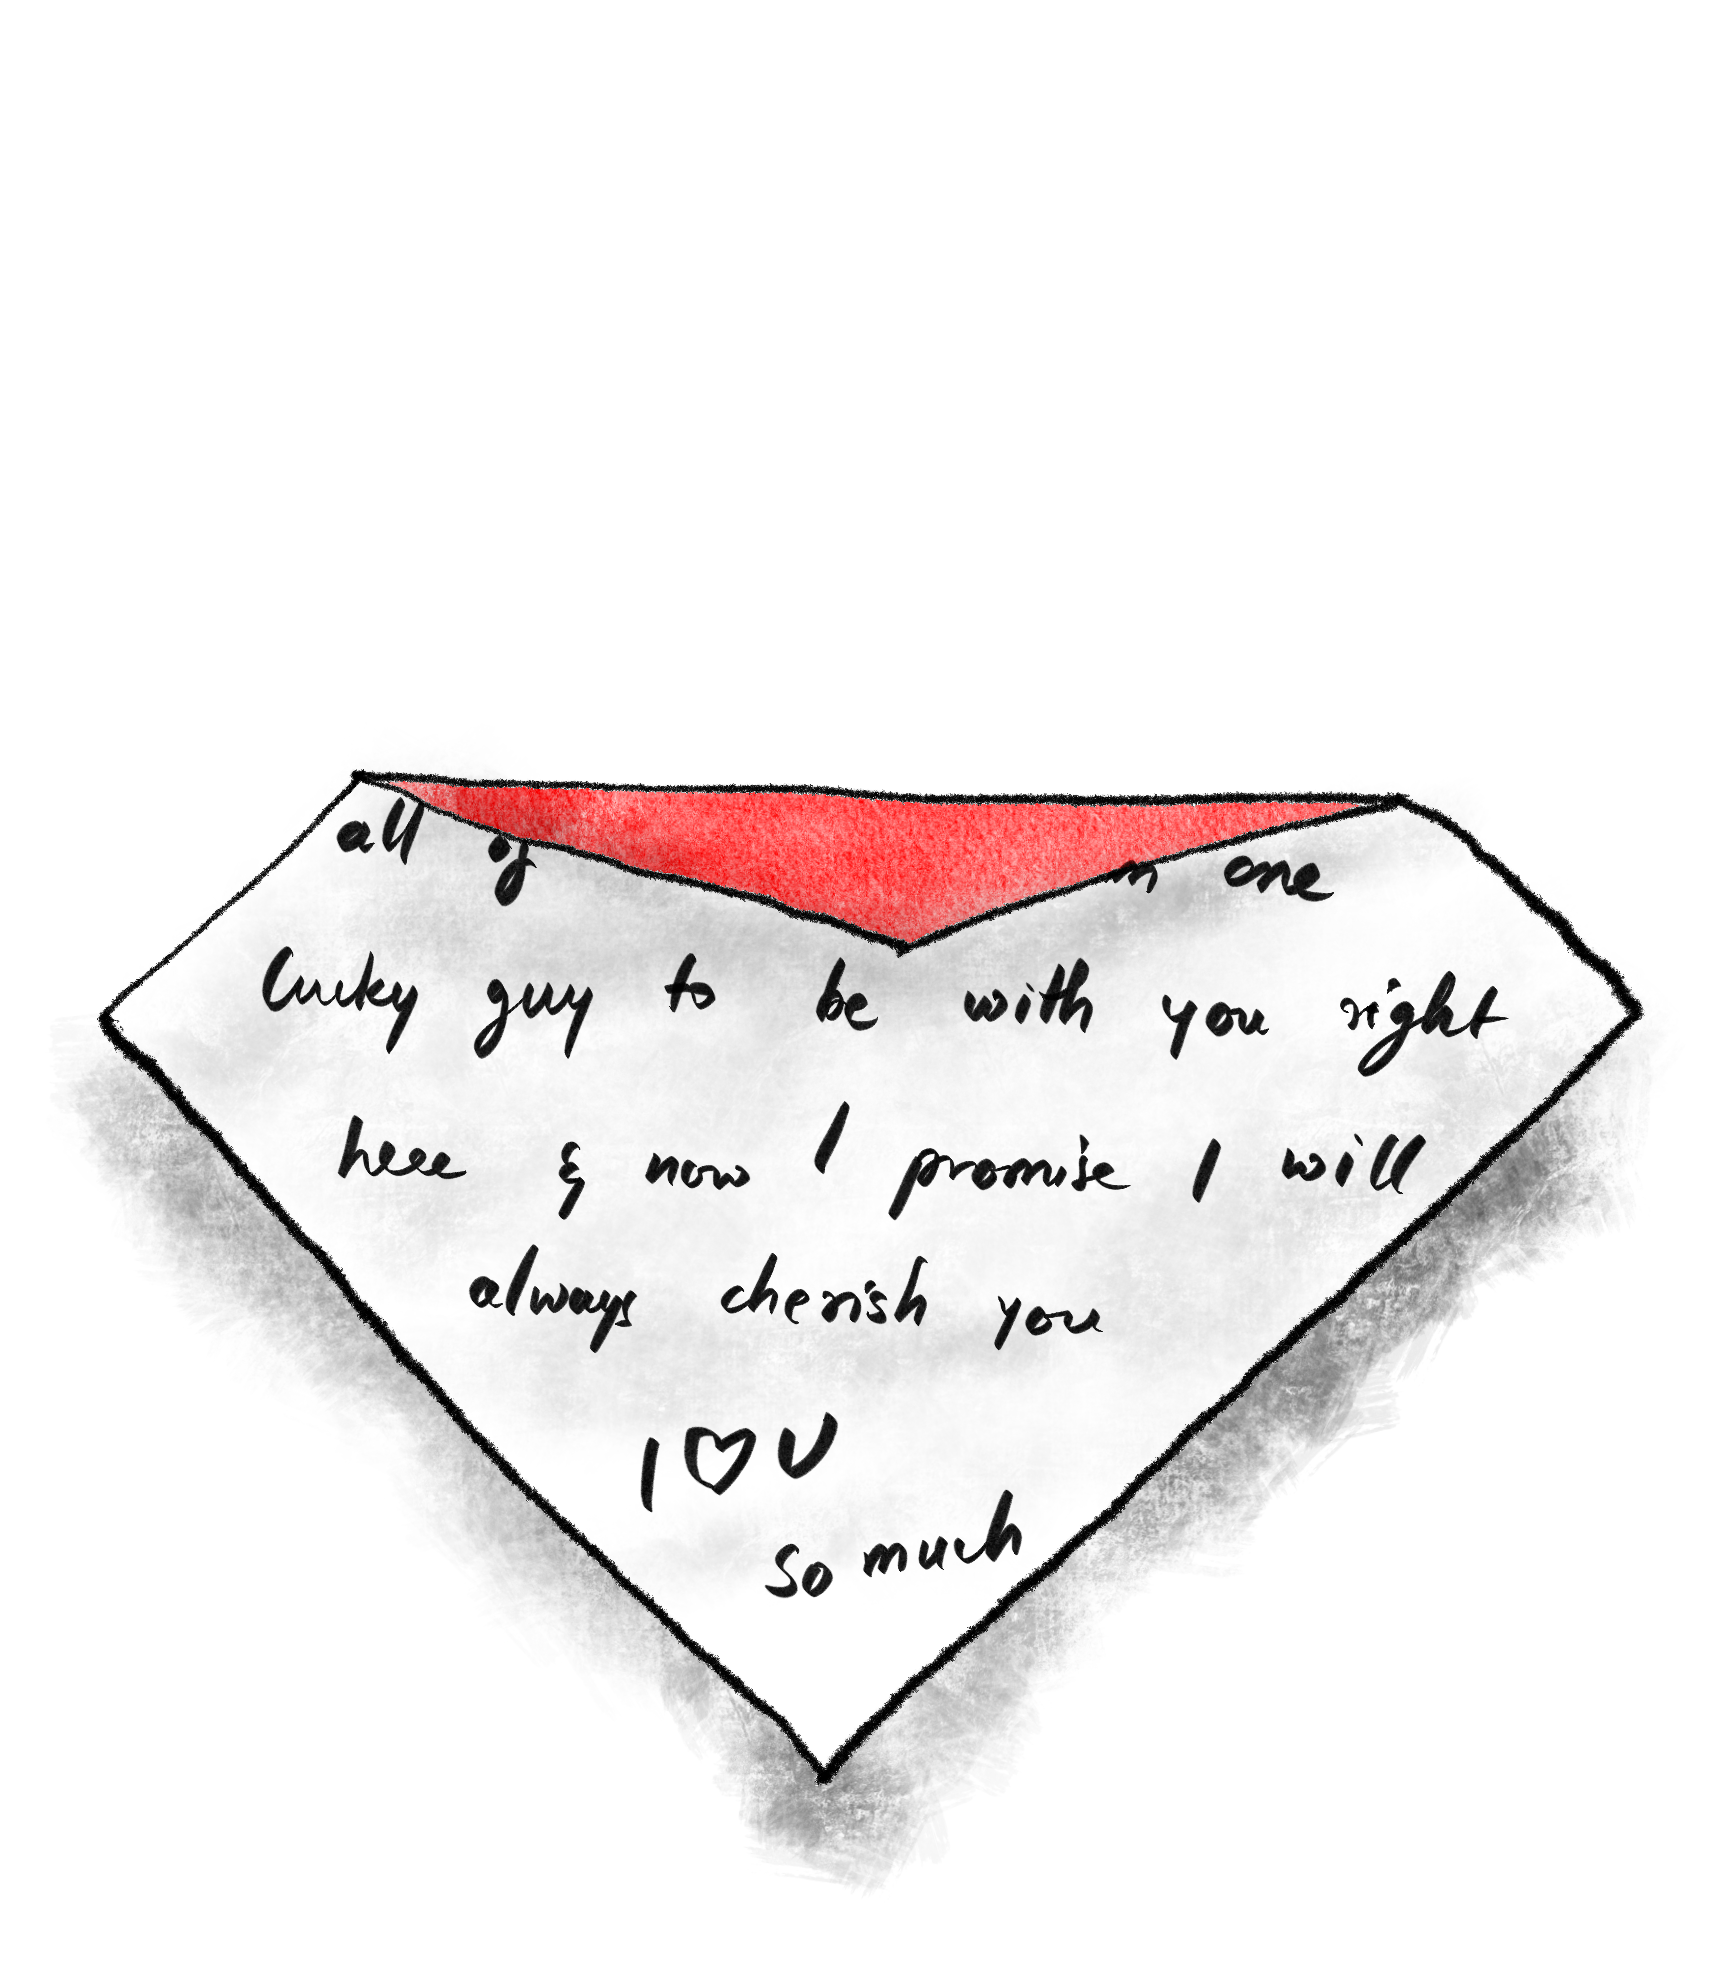 all of one
lucky guy to be with you right
here & now I promise I will
always cherish you
I ♡ U
so much